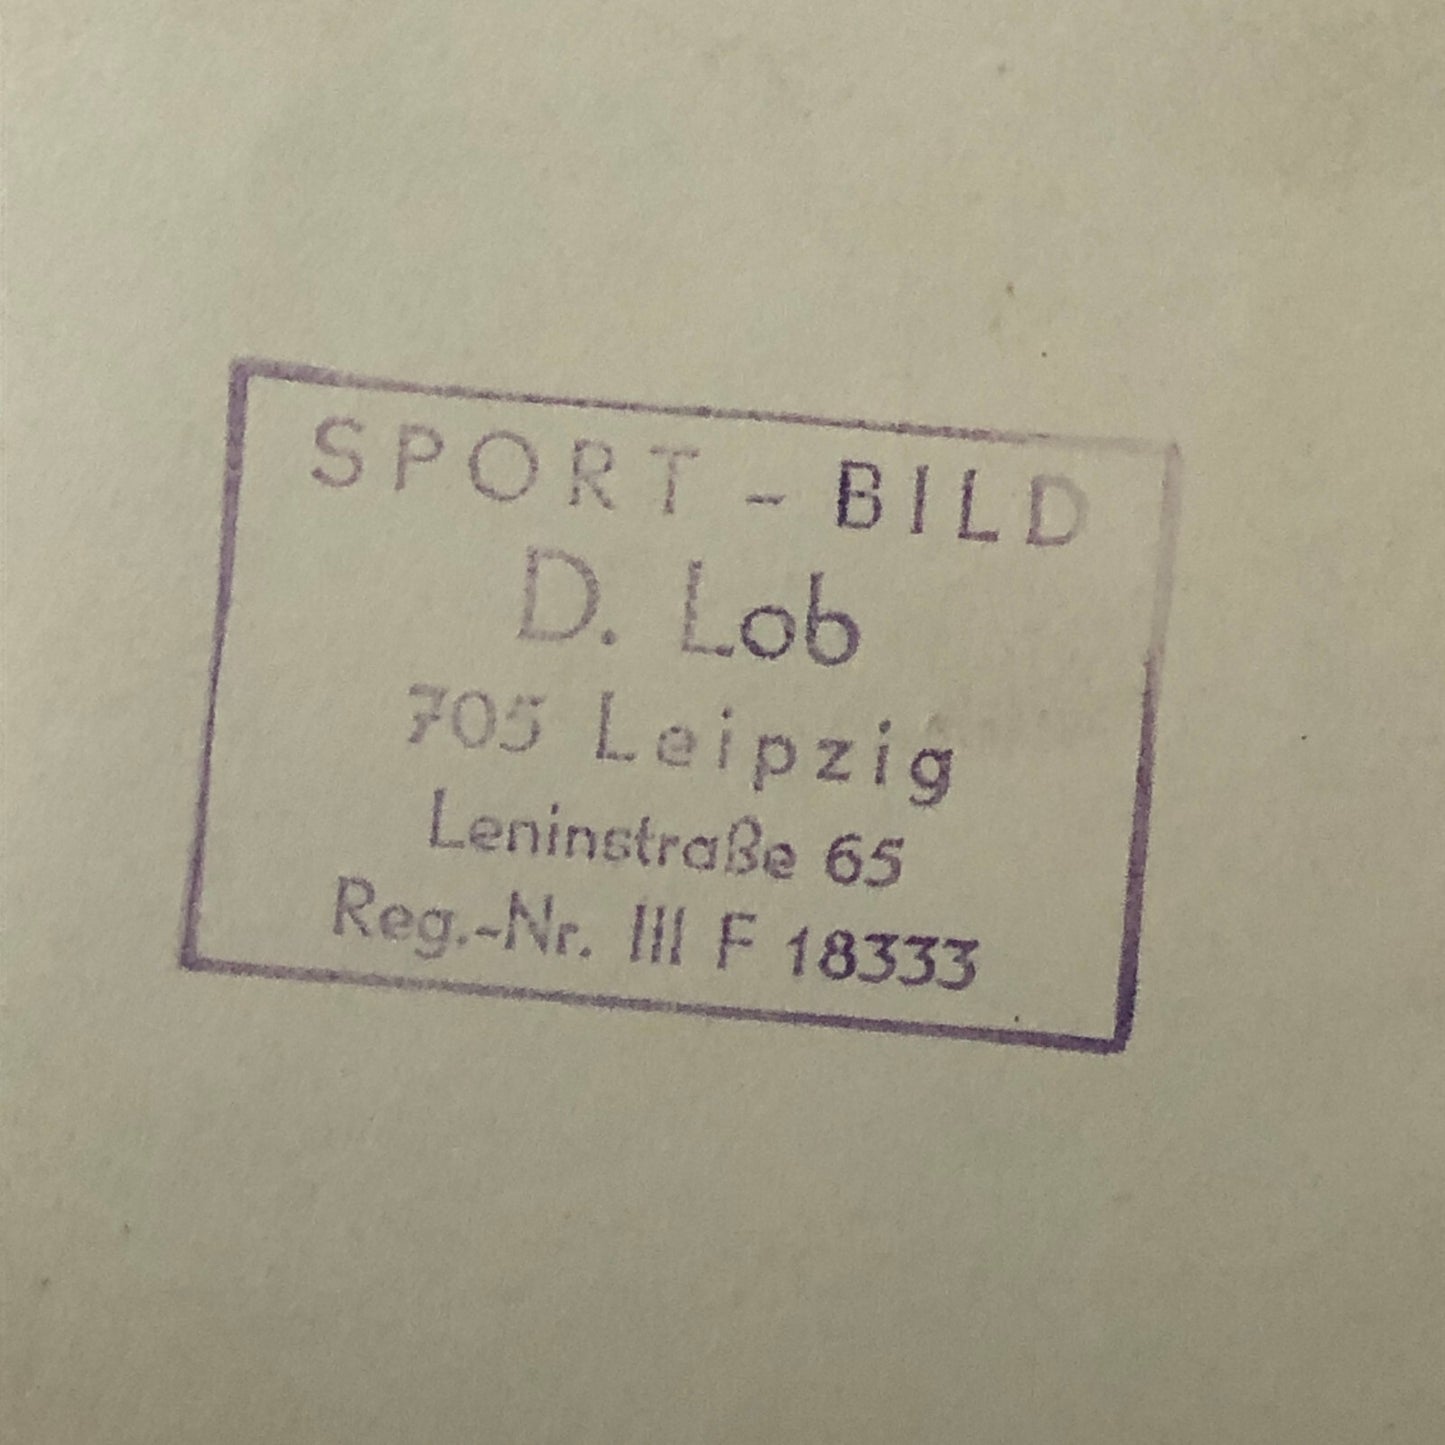 SPORT - BILD
D. Lob
705 Leipzig
Leninstraße 65
Reg.-Nr. III F 18333